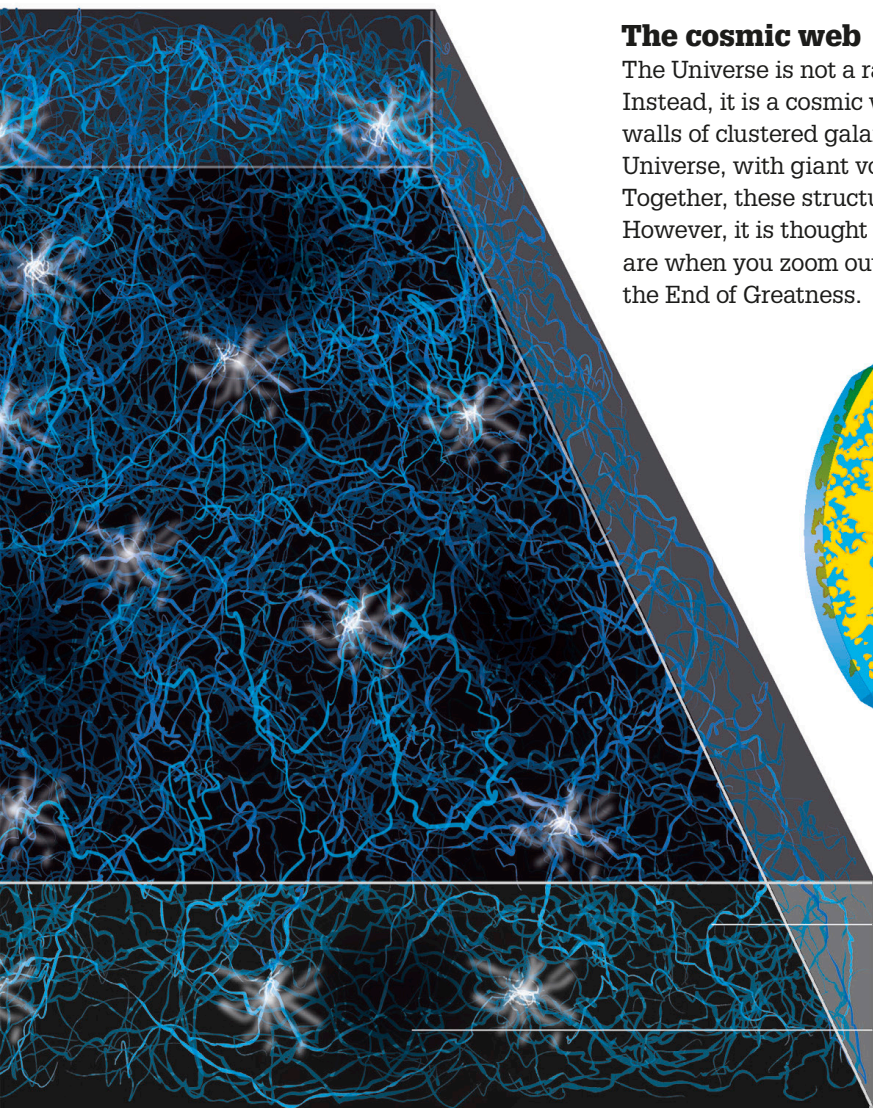 The cosmic web
The Universe is not a ra
Instead, it is a cosmic
walls of clustered gala
Universe, with giant vo
Together, these structu
However, it is thought
are when you zoom out
the End of Greatness.